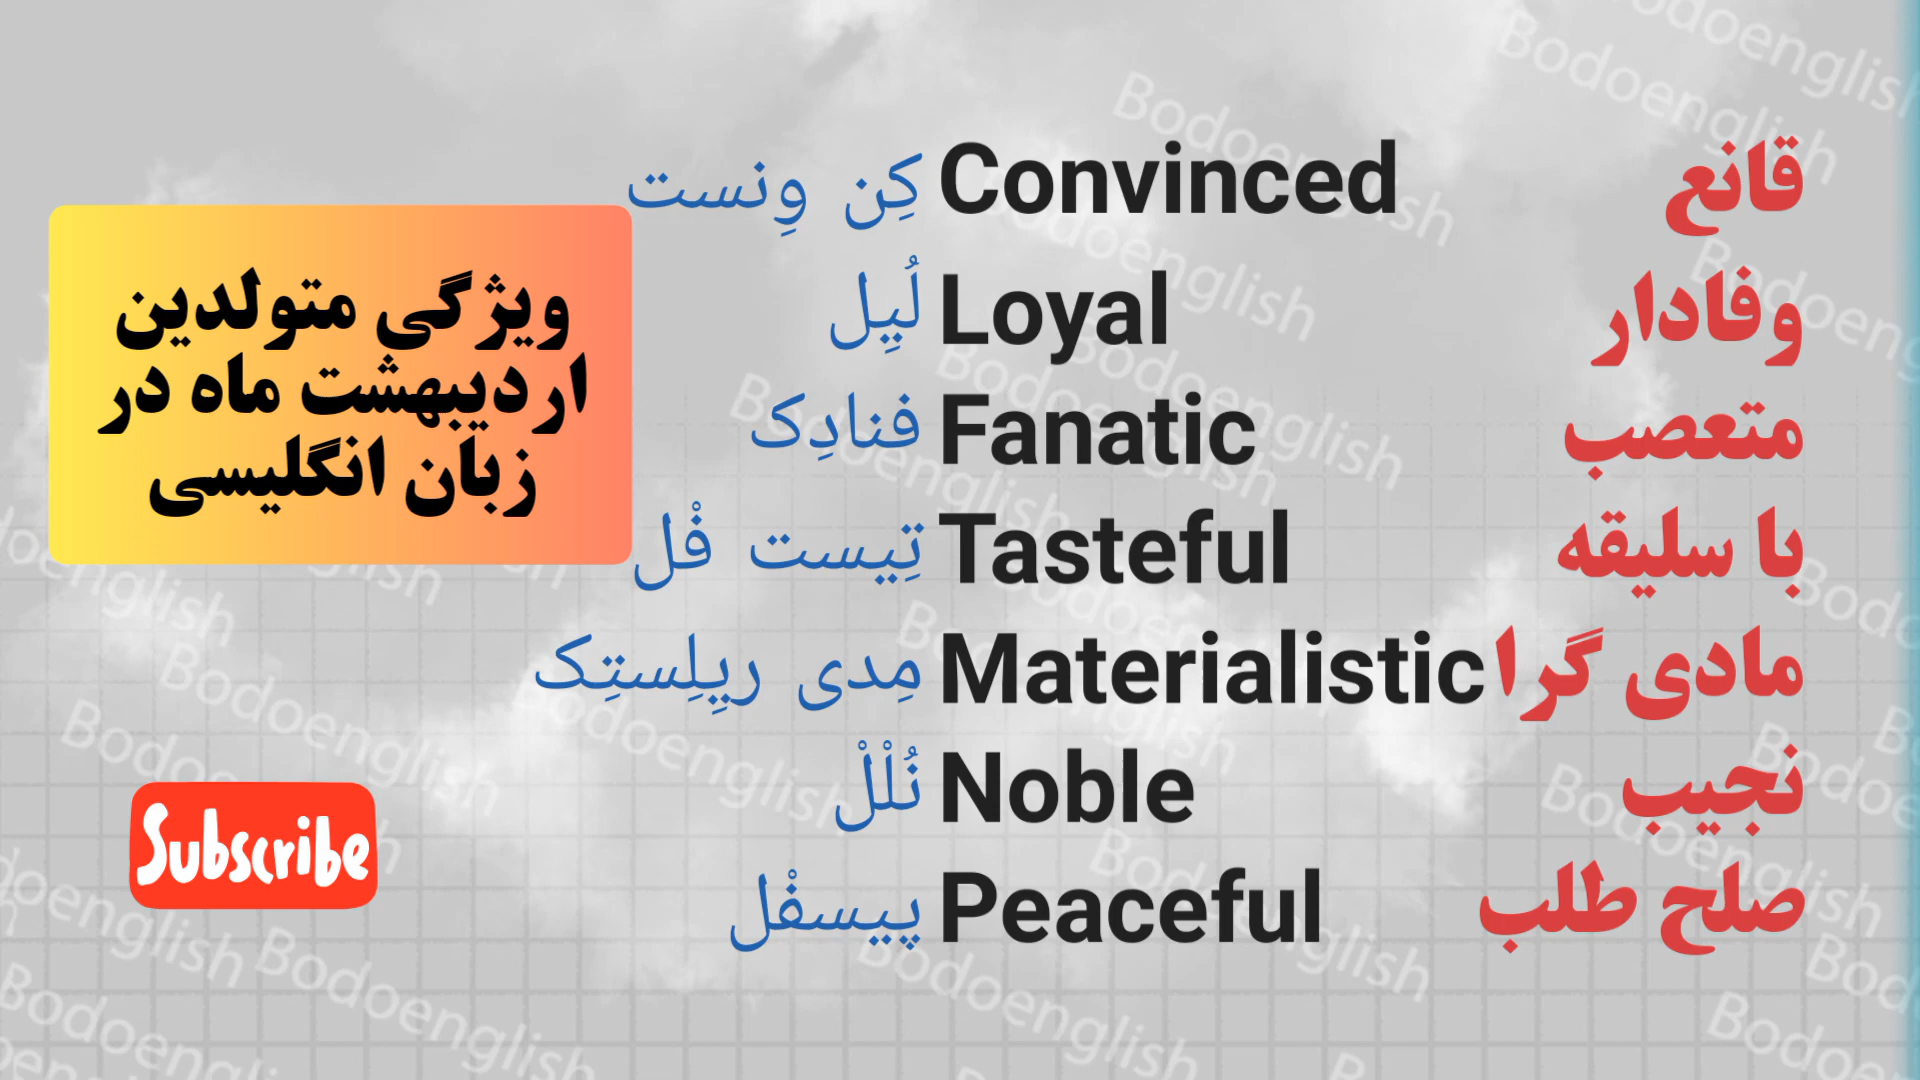 ویژگی متولدین
اردیبهشت ماه در
زبان انگلیسی
قانع Convinced کِن وِنست
وفادار Loyal لُیِل
متعصب Fanatic فنادِک
با سلیقه Tasteful تِیست فْل
مادی گرا Materialistic مِدی ریِلِستِک
نجیب Noble نُلْلْ
صلح طلب Peaceful پیسفْل
Subscribe
Bodoenglish